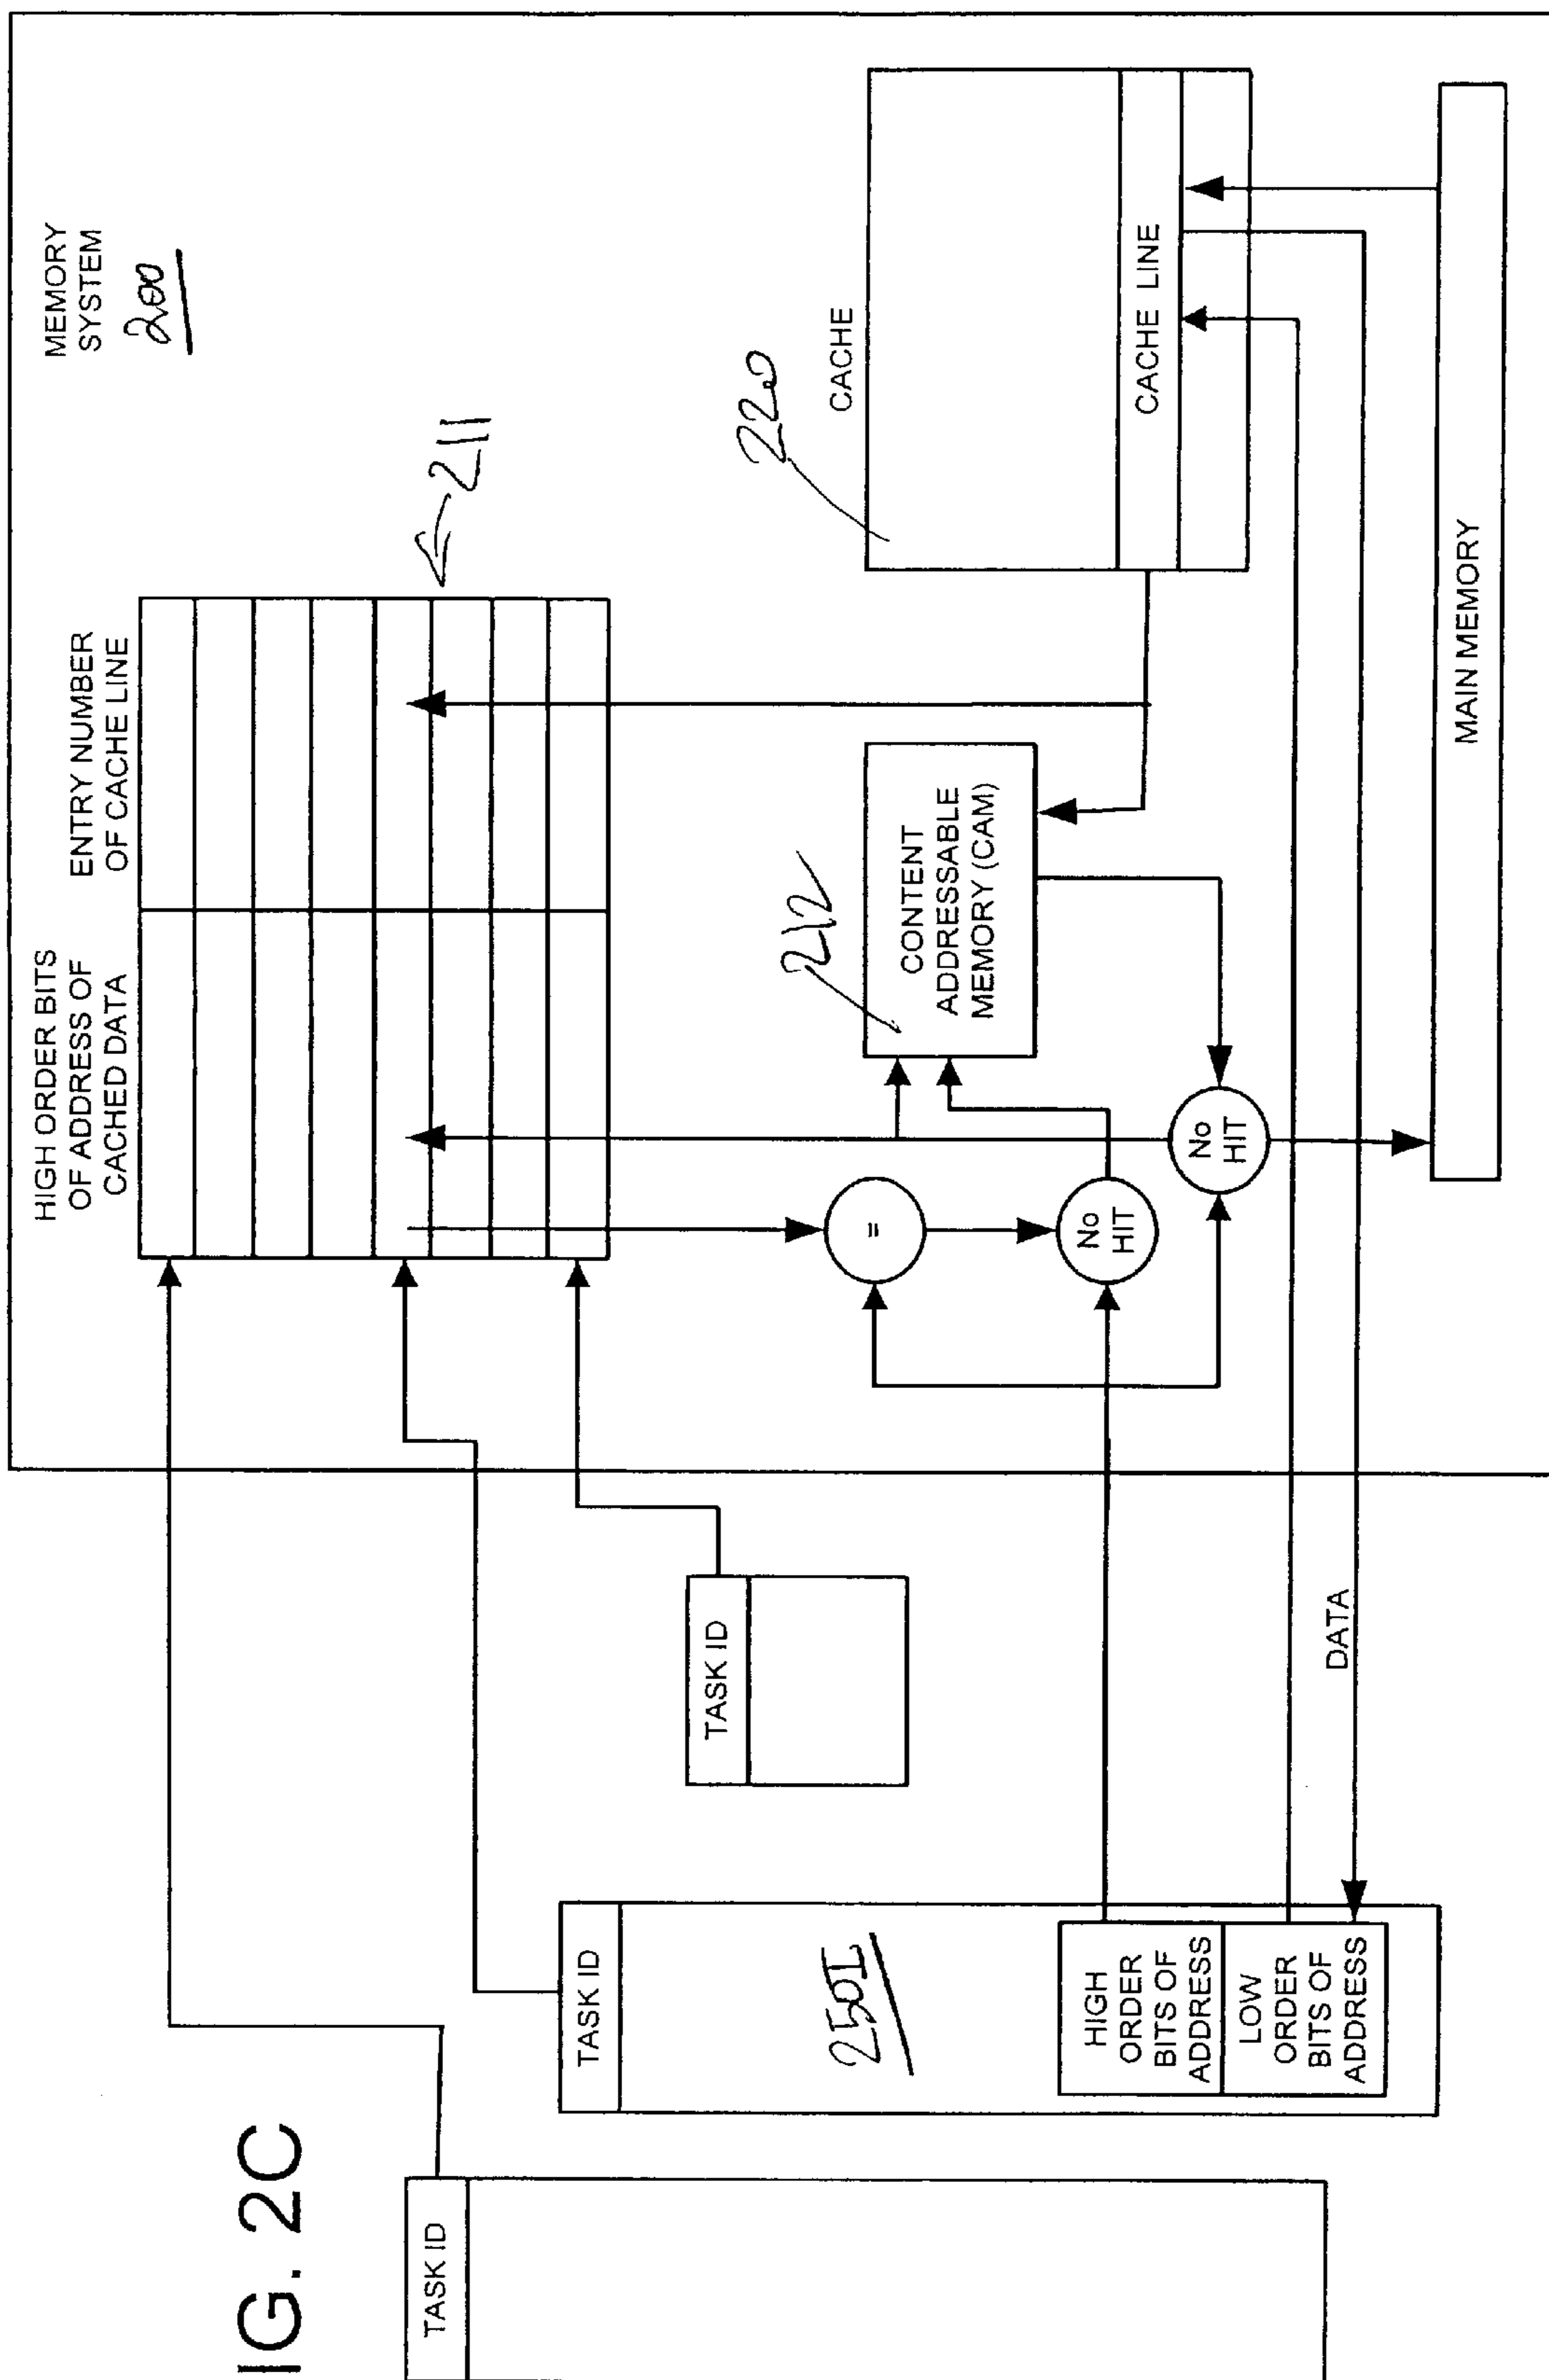 MEMORY
SYSTEM
200
HIGH ORDER BITS
OF ADDRESS OF
CACHED DATA
ENTRY NUMBER
OF CACHE LINE
211
TASK ID
TASK ID
TASK ID
250I
=
No
HIT
No
HIT
212
CONTENT
ADDRESSABLE
MEMORY (CAM)
220
CACHE
CACHE LINE
HIGH
ORDER
BITS OF
ADDRESS
LOW
ORDER
BITS OF
ADDRESS
DATA
MAIN MEMORY
IG. 2C